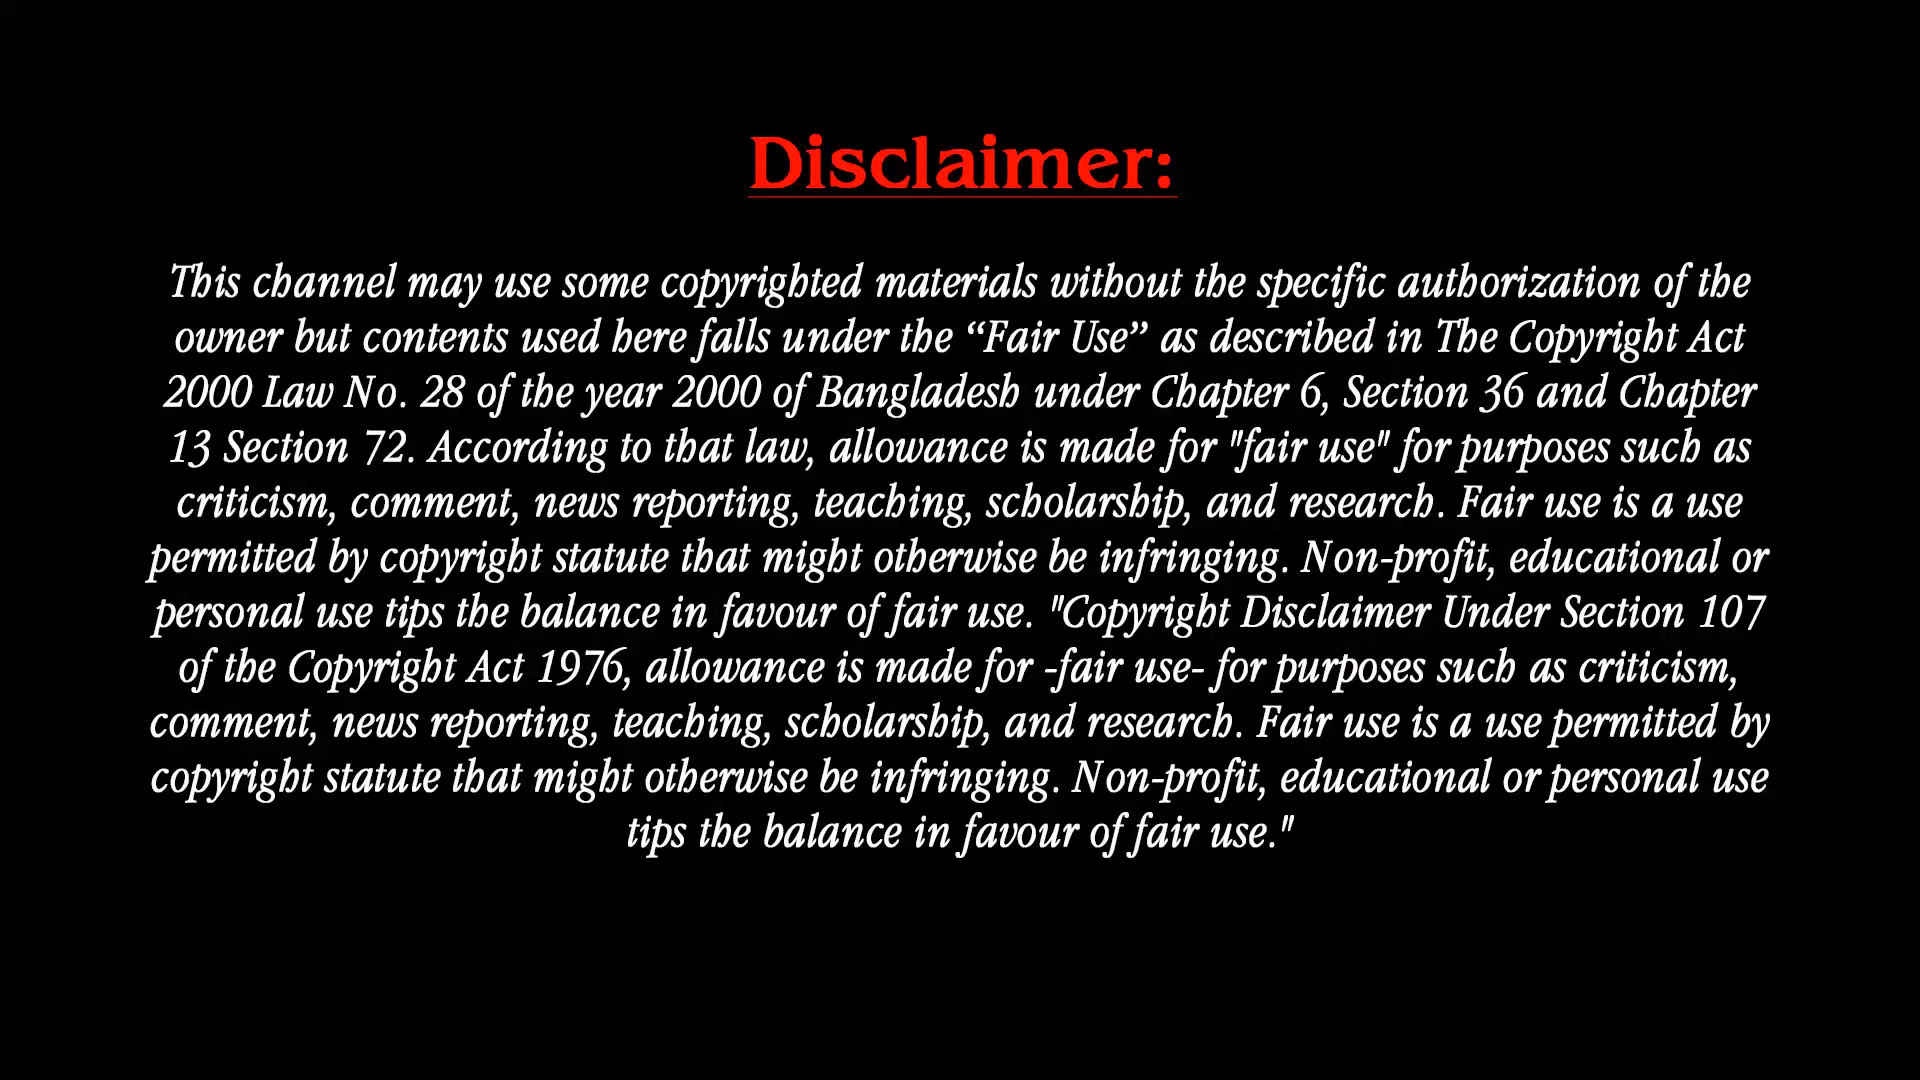 Disclaimer:
This channel may use some copyrighted materials without the specific authorization of the
owner but contents used here falls under the “Fair Use” as described in The Copyright Act
2000 Law No. 28 of the year 2000 of Bangladesh under Chapter 6, Section 36 and Chapter
13 Section 72. According to that law, allowance is made for "fair use" for purposes such as
criticism, comment, news reporting, teaching, scholarship, and research. Fair use is a use
permitted by copyright statute that might otherwise be infringing. Non-profit, educational or
personal use tips the balance in favour of fair use. "Copyright Disclaimer Under Section 107
of the Copyright Act 1976, allowance is made for -fair use- for purposes such as criticism,
comment, news reporting, teaching, scholarship, and research. Fair use is a use permitted by
copyright statute that might otherwise be infringing. Non-profit, educational or personal use
tips the balance in favour of fair use."